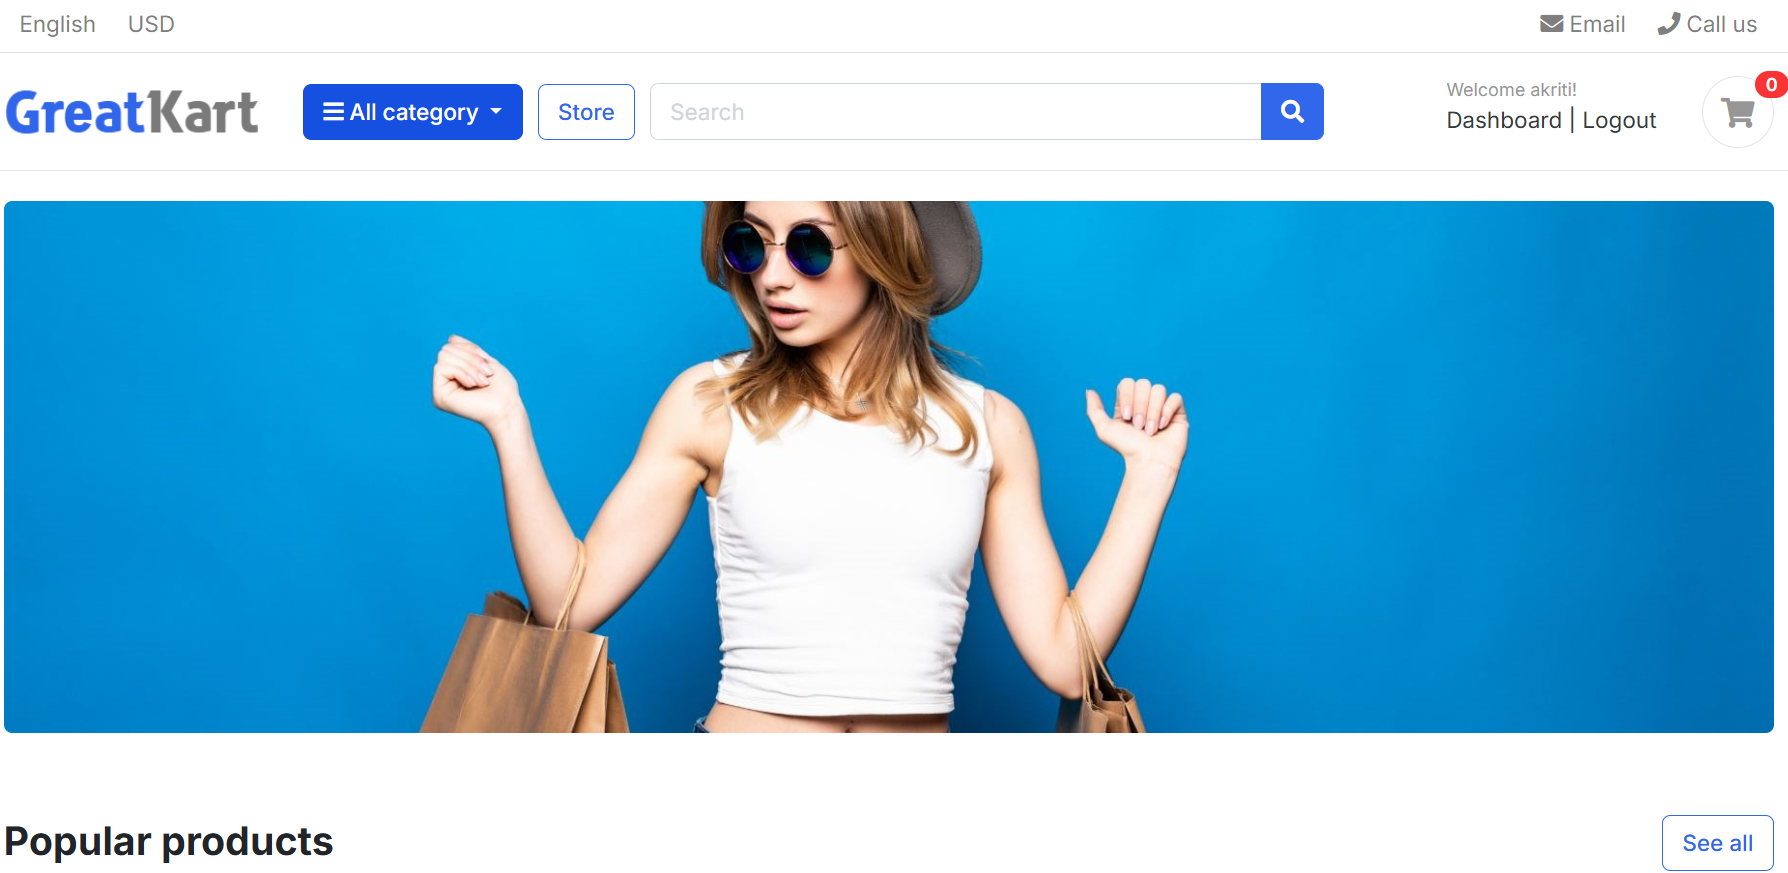 English USD Email Call us
GreatKart All category Store Search Welcome akriti! 0
Dashboard | Logout
Popular products See all